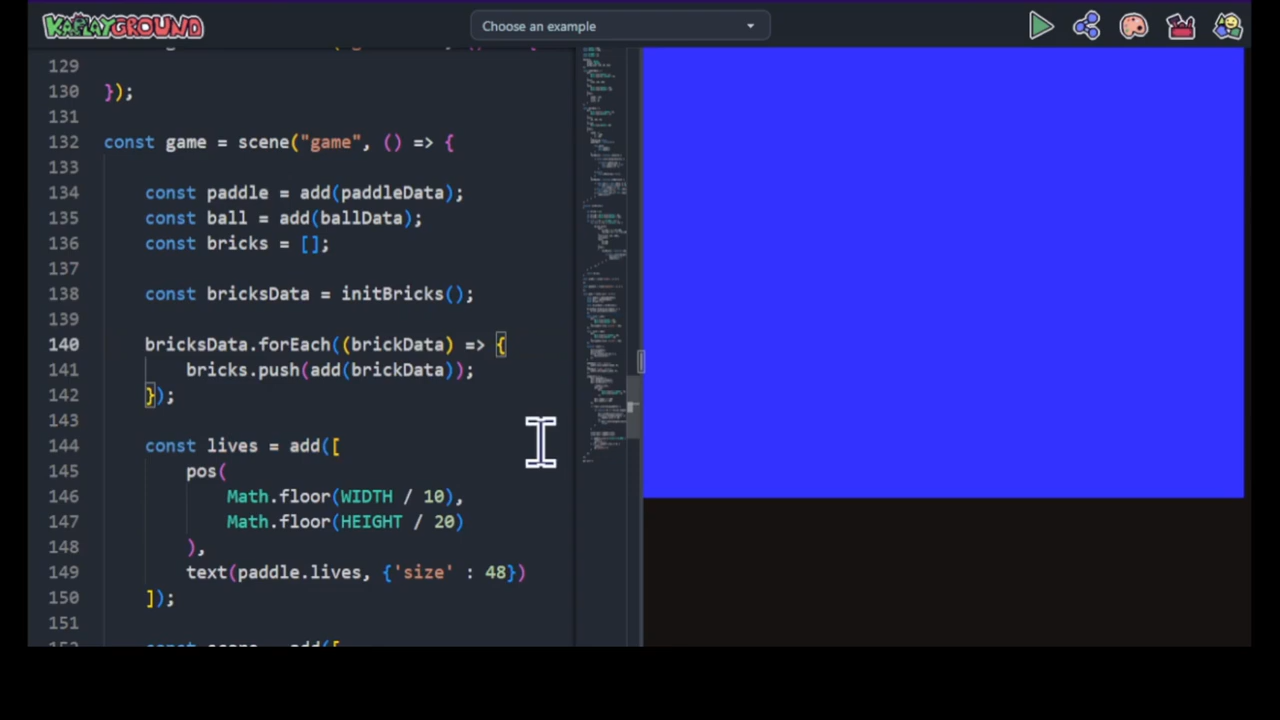 KAPLAYGROUND
Choose an example
129
130 });
131
132 const game = scene("game", () => {
133
134 const paddle = add(paddleData);
135 const ball = add(ballData);
136 const bricks = [];
137
138 const bricksData = initBricks();
139
140 bricksData.forEach((brickData) => {
141 bricks.push(add(brickData));
142 });
143
144 const lives = add([
145 pos(
146 Math.floor(WIDTH / 10),
147 Math.floor(HEIGHT / 20)
148 ),
149 text(paddle.lives, {'size' : 48})
150 ]);
151